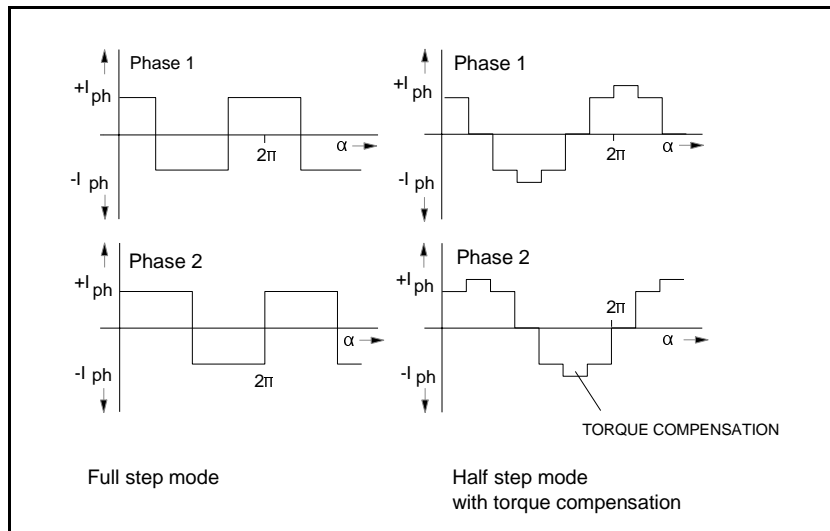 Phase 1
+I ph
α
2π
-I ph
Phase 1
+I ph
α
2π
-I ph
Phase 2
+I ph
α
-I ph
2π
Phase 2
+I ph
2π
α
-I ph
TORQUE COMPENSATION
Full step mode
Half step mode
with torque compensation